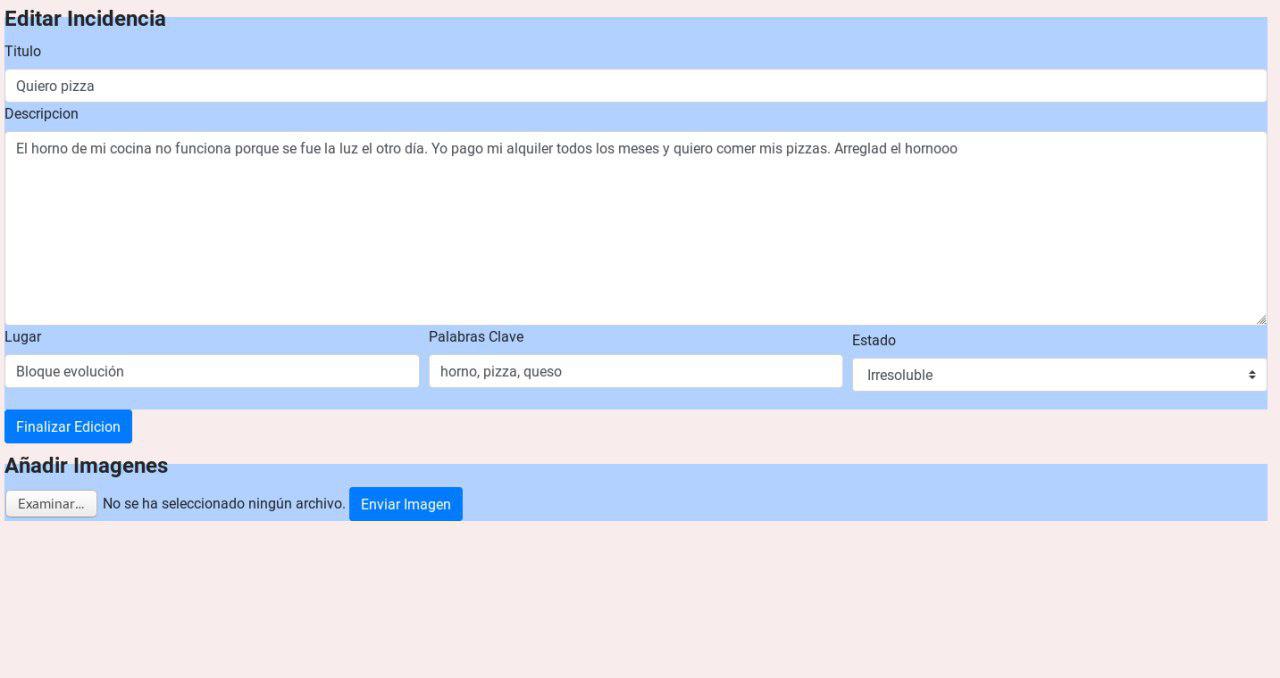 Editar Incidencia
Titulo
Quiero pizza
Descripcion
El horno de mi cocina no funciona porque se fue la luz el otro día. Yo pago mi alquiler todos los meses y quiero comer mis pizzas. Arreglad el hornooo
Lugar
Bloque evolución
Palabras Clave
horno, pizza, queso
Estado
Irresoluble
Finalizar Edicion
Añadir Imagenes
Examinar... No se ha seleccionado ningún archivo. Enviar Imagen